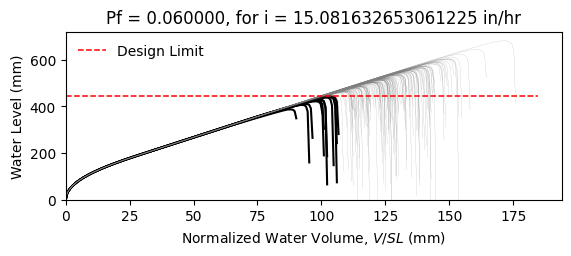 Pf = 0.060000, for i = 15.081632653061225 in/hr
Water Level (mm)
600
400
200
0
Design Limit
0 25 50 75 100 125 150 175
Normalized Water Volume, V/SL (mm)